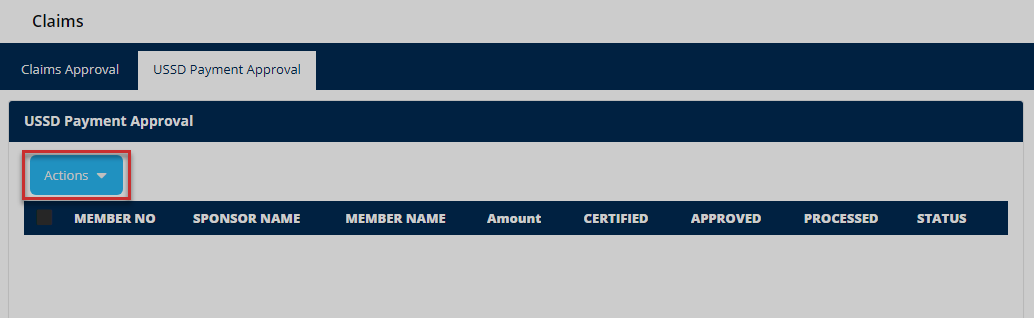 Claims
Claims Approval USSD Payment Approval
USSD Payment Approval
Actions
MEMBER NO SPONSOR NAME MEMBER NAME Amount CERTIFIED APPROVED PROCESSED STATUS